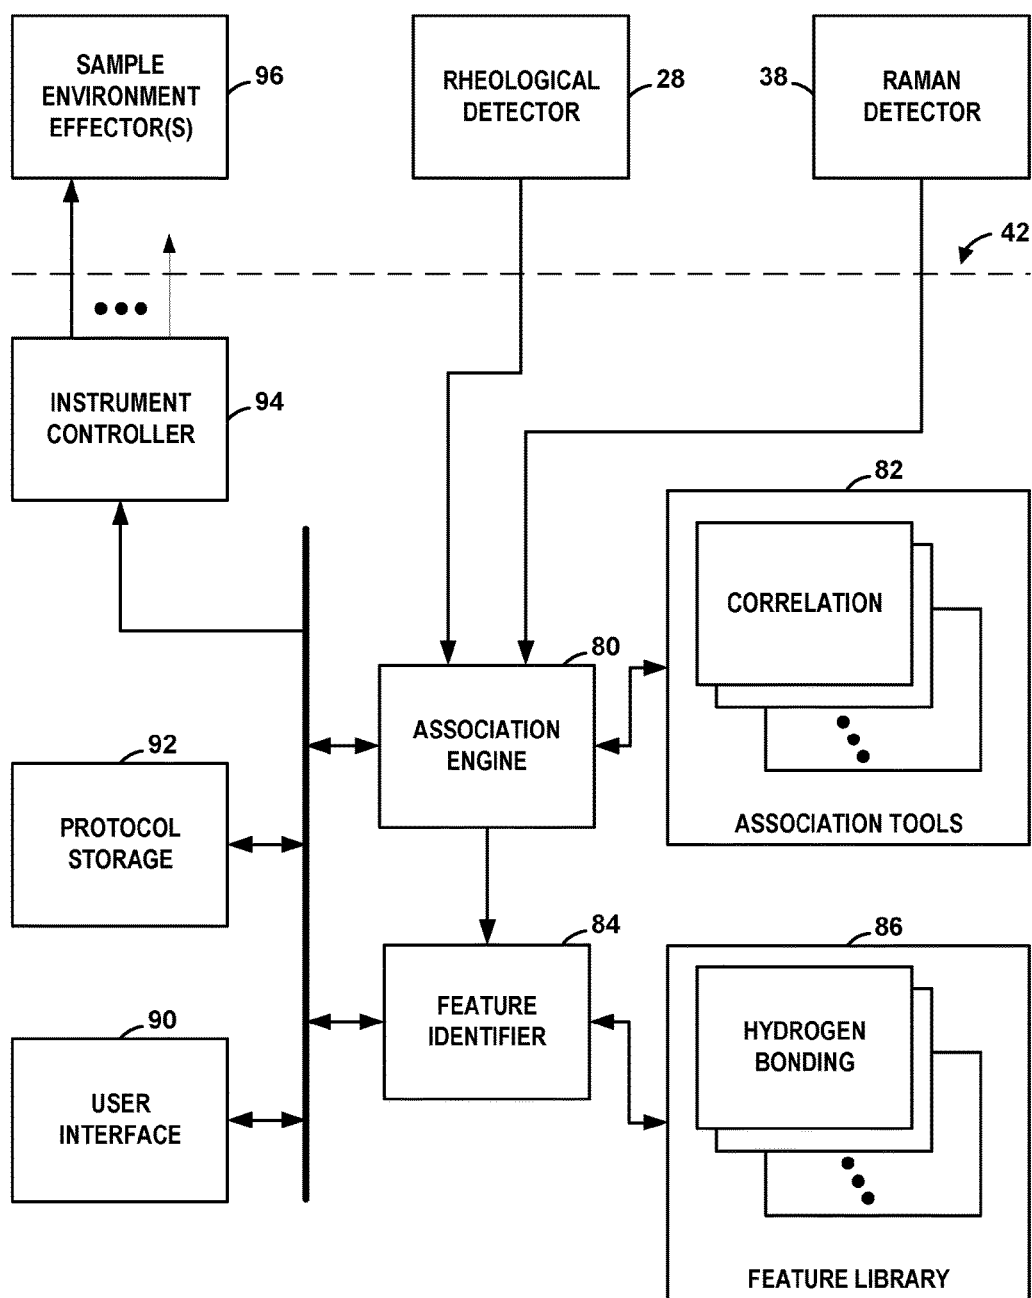 SAMPLE
ENVIRONMENT
EFFECTOR(S)
96
RHEOLOGICAL
DETECTOR
28
38
RAMAN
DETECTOR
42
INSTRUMENT
CONTROLLER
94
82
CORRELATION
ASSOCIATION TOOLS
80
ASSOCIATION
ENGINE
92
PROTOCOL
STORAGE
84
FEATURE
IDENTIFIER
86
HYDROGEN
BONDING
FEATURE LIBRARY
90
USER
INTERFACE